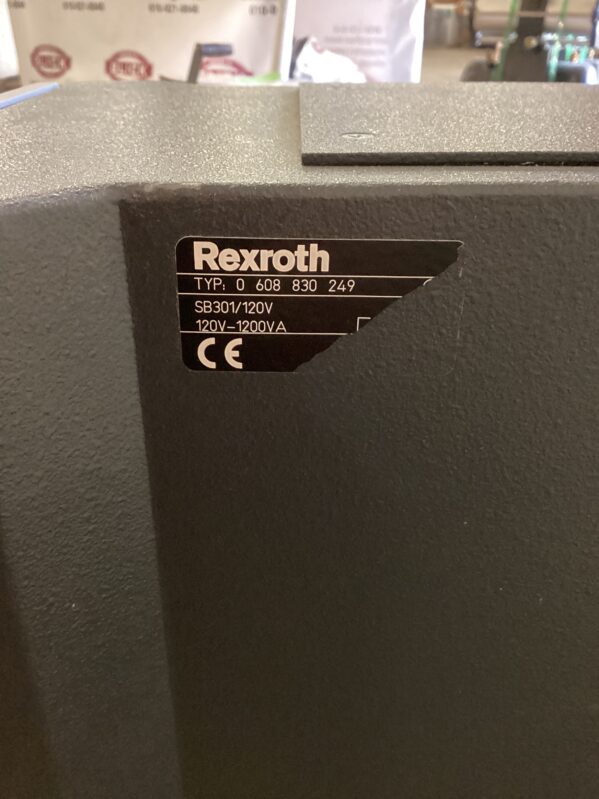 Rexroth
TYP: 0 608 830 249
SB301/120V
120V-1200VA
CE